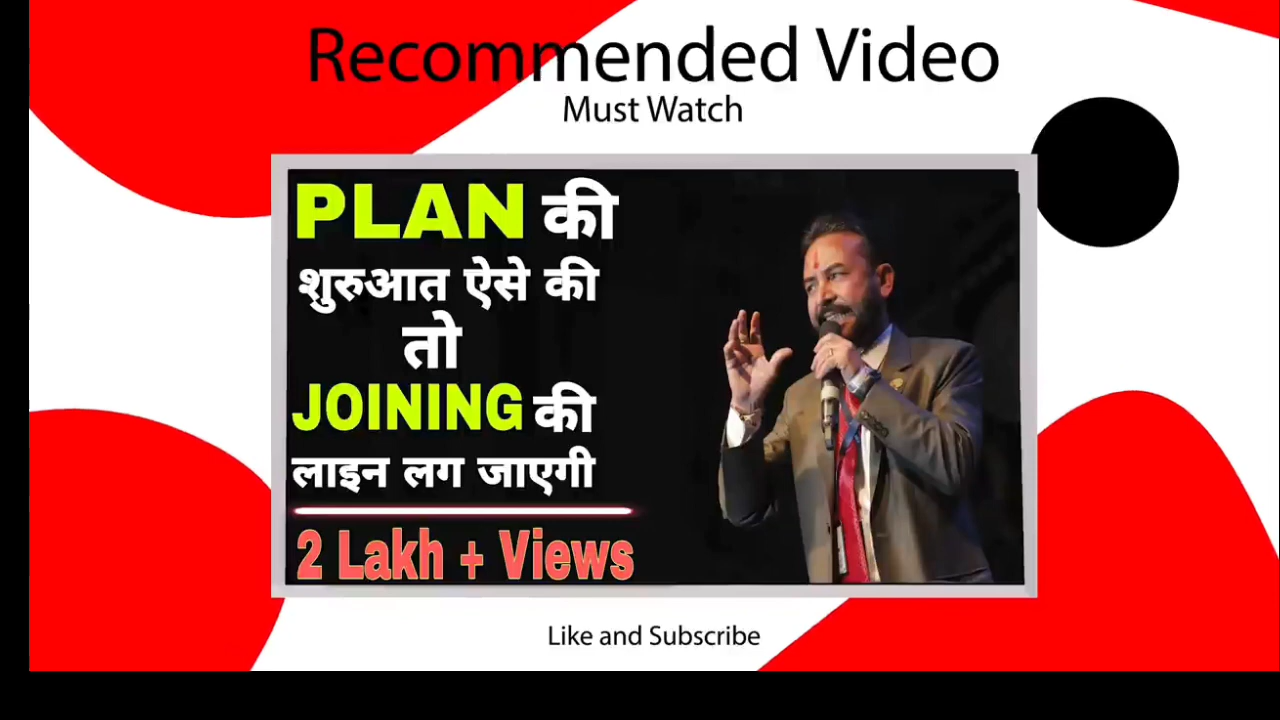 Recommended Video
Must Watch
PLAN की
शुरुआत ऐसे की
तो
JOINING की
लाइन लग जाएगी
2 Lakh + Views
Like and Subscribe